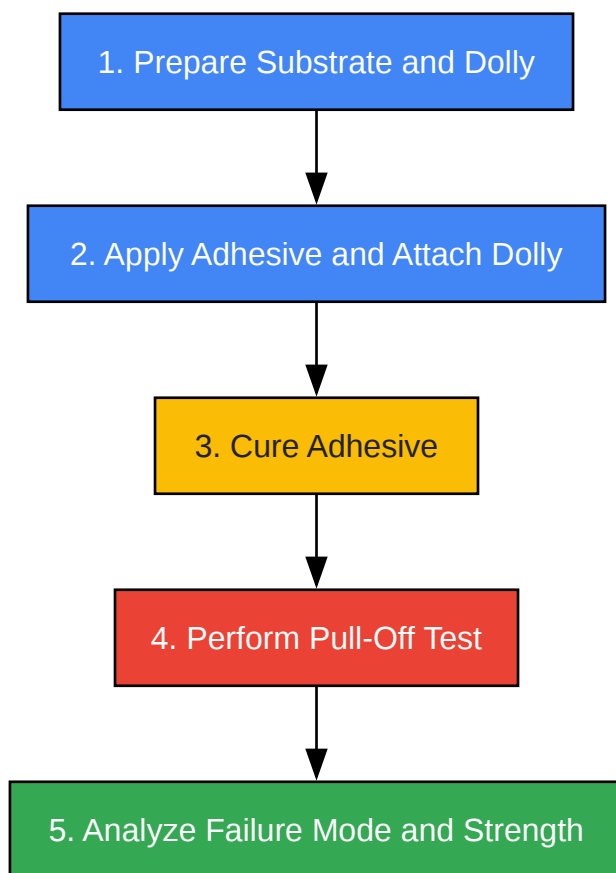 1. Prepare Substrate and Dolly
2. Apply Adhesive and Attach Dolly
3. Cure Adhesive
4. Perform Pull-Off Test
5. Analyze Failure Mode and Strength